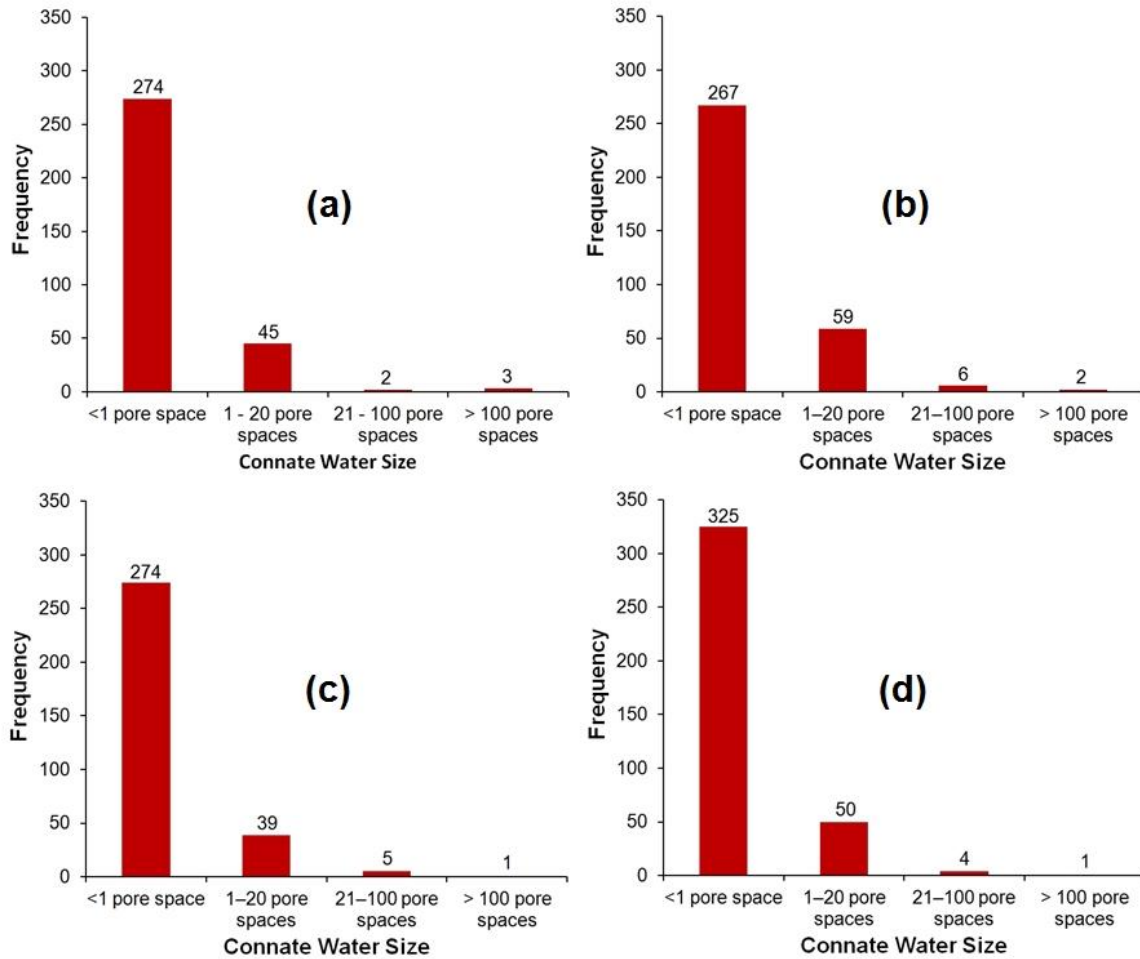 350
300
250
200
150
100
50
0
Frequency
274
45
2
3
(a)
<1 pore space
1 - 20 pore spaces
21 - 100 pore spaces
> 100 pore spaces
Connate Water Size
350
300
250
200
150
100
50
0
Frequency
267
59
6
2
(b)
<1 pore space
1–20 pore spaces
21–100 pore spaces
> 100 pore spaces
Connate Water Size
350
300
250
200
150
100
50
0
Frequency
274
39
5
1
(c)
<1 pore space
1–20 pore spaces
21–100 pore spaces
> 100 pore spaces
Connate Water Size
350
300
250
200
150
100
50
0
Frequency
325
50
4
1
(d)
<1 pore space
1–20 pore spaces
21–100 pore spaces
> 100 pore spaces
Connate Water Size